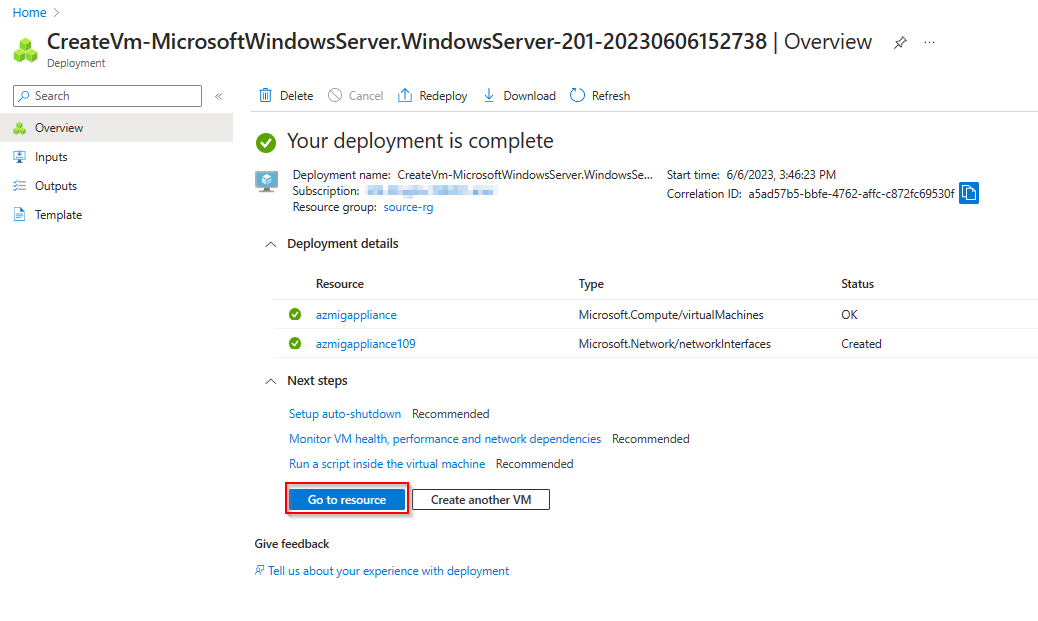 Home
CreateVm-MicrosoftWindowsServer.WindowsServer-201-20230606152738 | Overview
Deployment
Search
Delete
Cancel
Redeploy
Download
Refresh
Overview
Inputs
Outputs
Template
Your deployment is complete
Deployment name: CreateVm-MicrosoftWindowsServer.WindowsSe...
Subscription:
Resource group: source-rg
Start time: 6/6/2023, 3:46:23 PM
Correlation ID: a5ad57b5-bbfe-4762-affc-c872fc69530f
Deployment details
Resource Type Status
azmigappliance Microsoft.Compute/virtualMachines OK
azmigappliance109 Microsoft.Network/networkInterfaces Created
Next steps
Setup auto-shutdown Recommended
Monitor VM health, performance and network dependencies Recommended
Run a script inside the virtual machine Recommended
Go to resource
Create another VM
Give feedback
Tell us about your experience with deployment